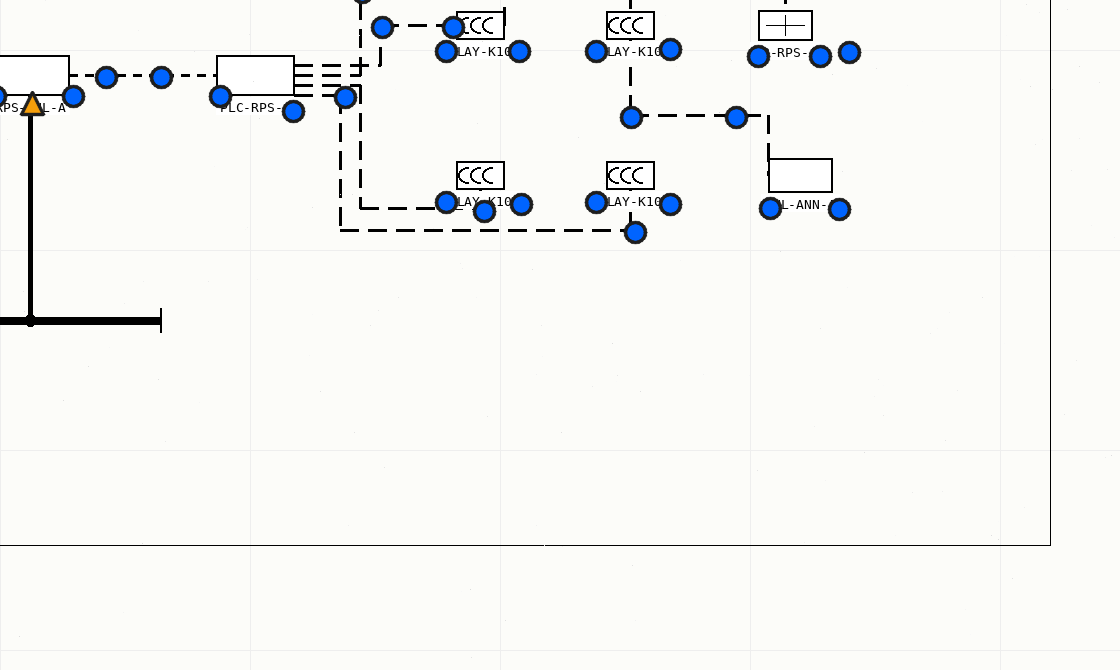 LAY-K10
LAY-K10
-RPS-
RPS-
L-A
PLC-RPS-
LAY-K10
LAY-K10
L-ANN-